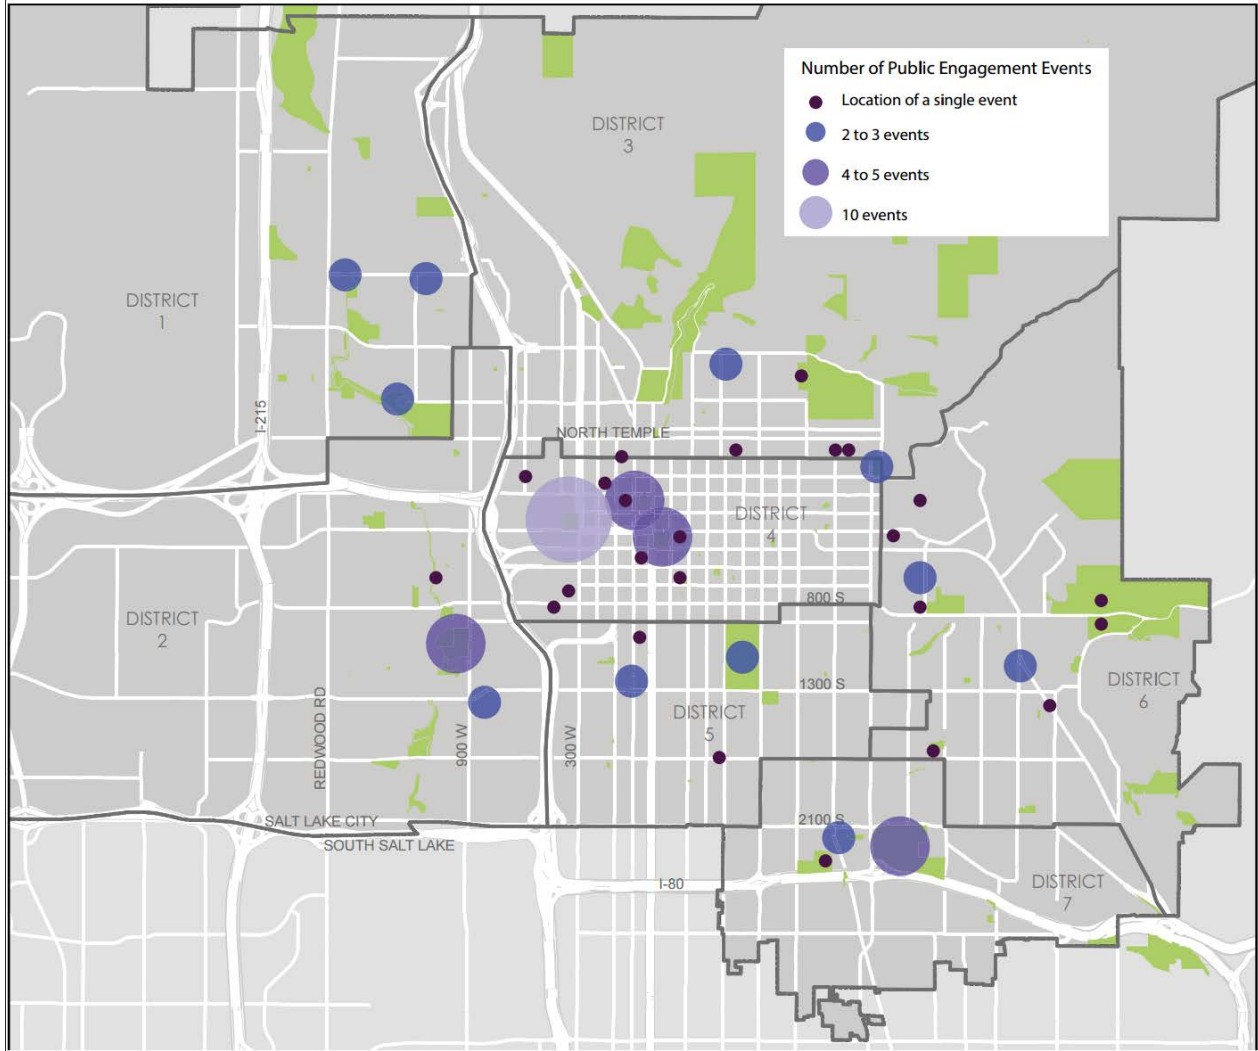 Number of Public Engagement Events
Location of a single event
2 to 3 events
4 to 5 events
10 events
DISTRICT
3
DISTRICT
1
I-215
NORTH TEMPLE
DISTRICT
4
800 S
DISTRICT
2
1300 S
DISTRICT
6
REDWOOD RD
900 W
300 W
DISTRICT
5
SALT LAKE CITY
2100 S
SOUTH SALT LAKE
I-80
DISTRICT
7